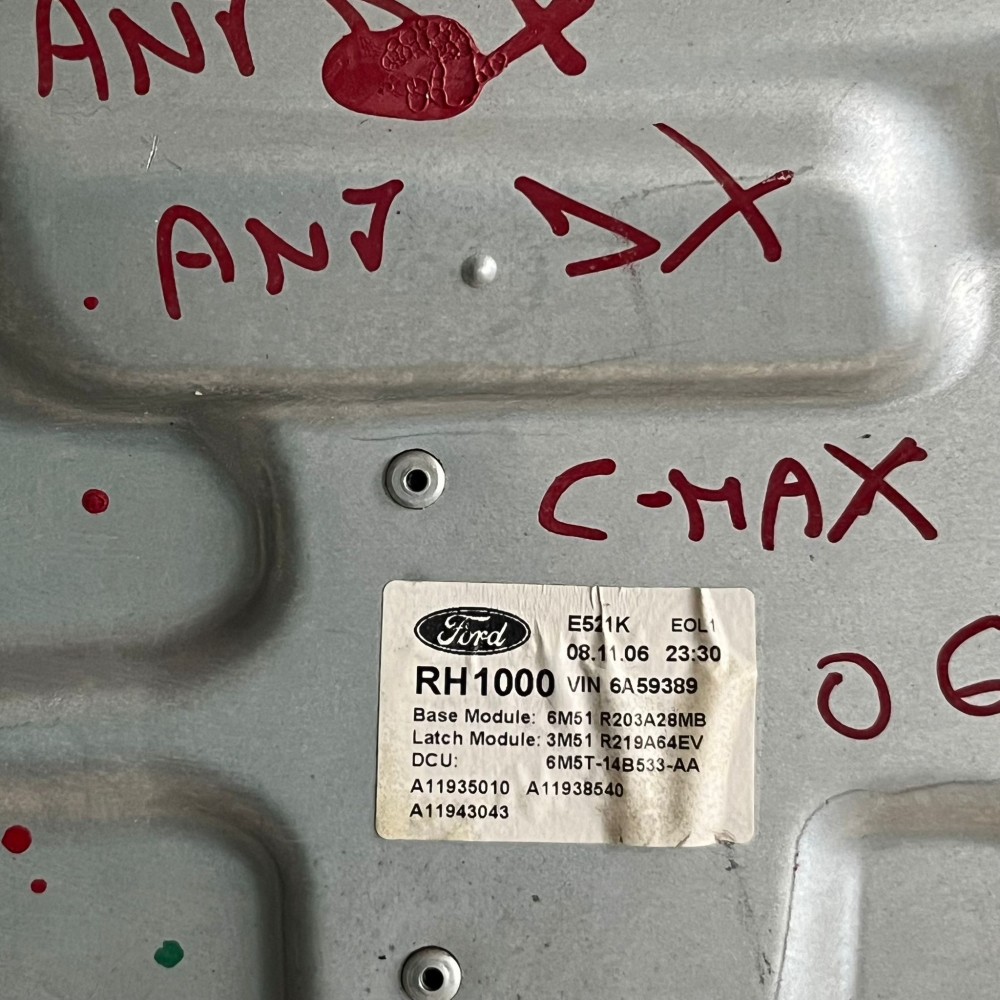 ANT DX
ANT DX
C-MAX
06
Ford
E521K EOL1
08.11.06 23:30
RH1000 VIN 6A59389
Base Module: 6M51 R203A28MB
Latch Module: 3M51 R219A64EV
DCU: 6M5T-14B533-AA
A11935010 A11938540
A11943043